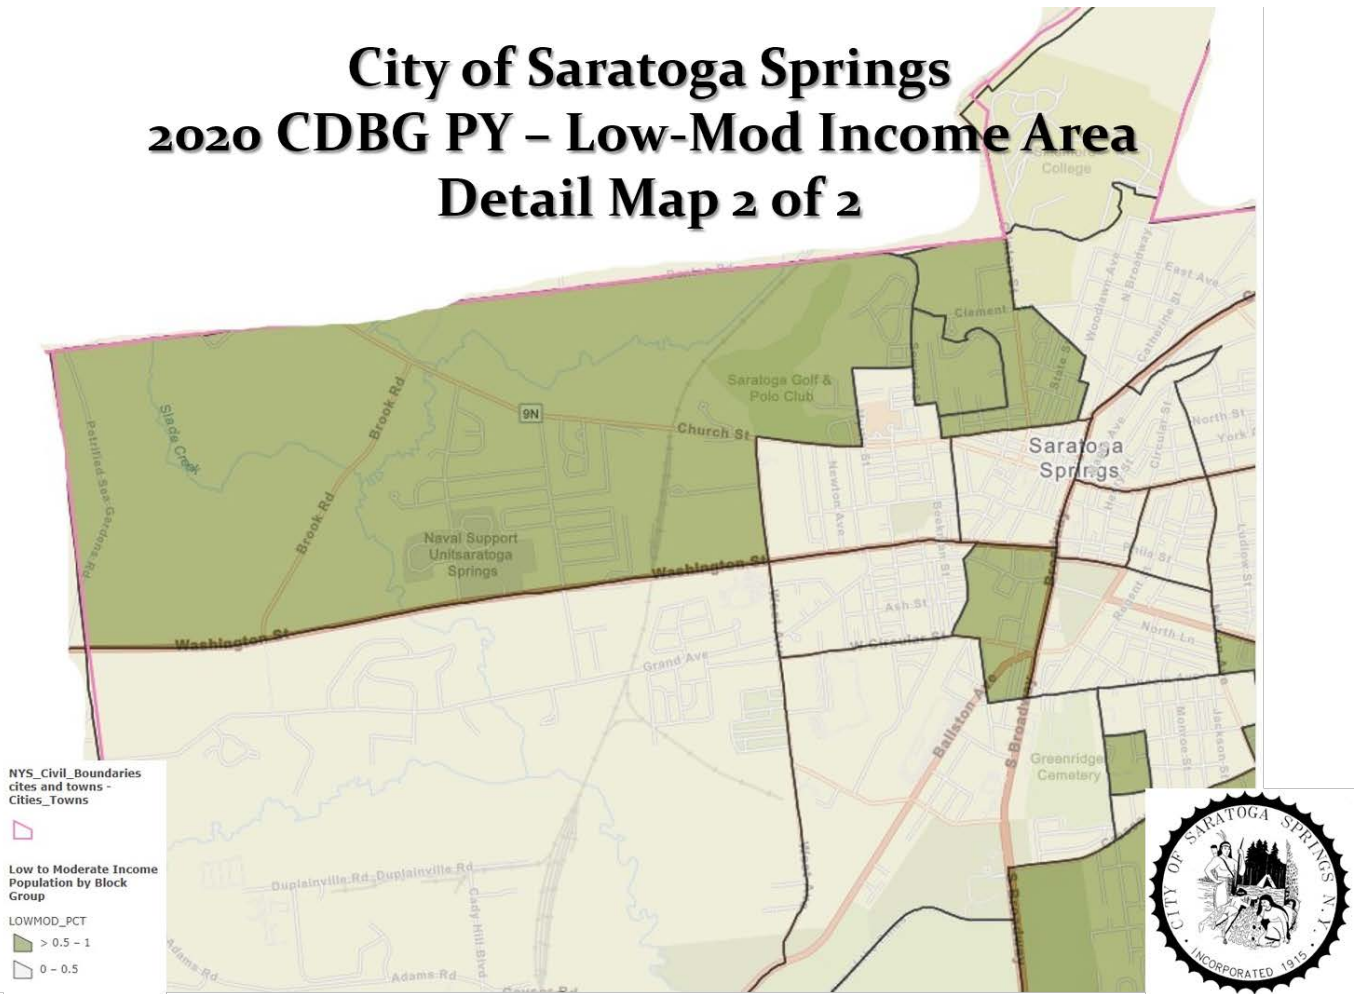 City of Saratoga Springs
2020 CDBG PY – Low-Mod Income Area
Detail Map 2 of 2
College
East Ave
N Broadway
Woodlawn Ave
Catherine St
Clement
State S
Saratoga Golf &
Polo Club
9N
Church St
Brook Rd
Slade Creek
Petrified Sea Gardens Rd
Brook Rd
Naval Support
Unitsaratoga
Springs
Washington St
Washington St
Newton Ave
Beekman St
Saratoga
Springs
Circular St
North St
York A
Ludlow St
Phila St
Regent St
North Ln
Ash St
W Circular St
Grand Ave
Ballston Ave
S Broadway
Greenridge
Cemetery
Monroe St
Jackson St
Duplainville Rd
Duplainville Rd
Cady Hill Blvd
Adams Rd
Adams Rd
S Broadway
NYS_Civil_Boundaries
cites and towns -
Cities_Towns
Low to Moderate Income
Population by Block
Group
LOWMOD_PCT
> 0.5 – 1
0 – 0.5
CITY OF SARATOGA SPRINGS N.Y.
INCORPORATED 1915